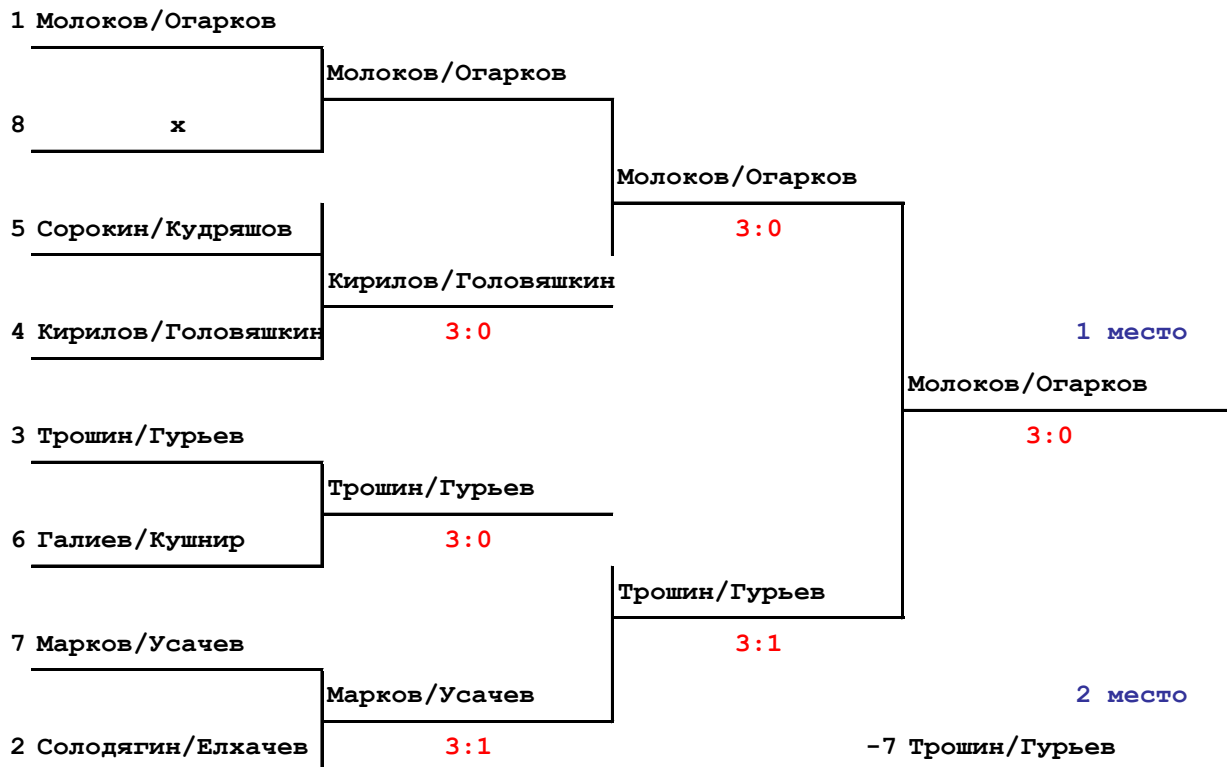 1 Молоков/Огарков
Молоков/Огарков
8 х
Молоков/Огарков
5 Сорокин/Кудряшов 3:0
Кирилов/Головяшкин
4 Кирилов/Головяшкин 3:0 1 место
Молоков/Огарков
3 Трошин/Гурьев 3:0
Трошин/Гурьев
6 Галиев/Кушнир 3:0
Трошин/Гурьев
7 Марков/Усачев 3:1
Марков/Усачев 2 место
2 Солодягин/Елхачев 3:1 -7 Трошин/Гурьев